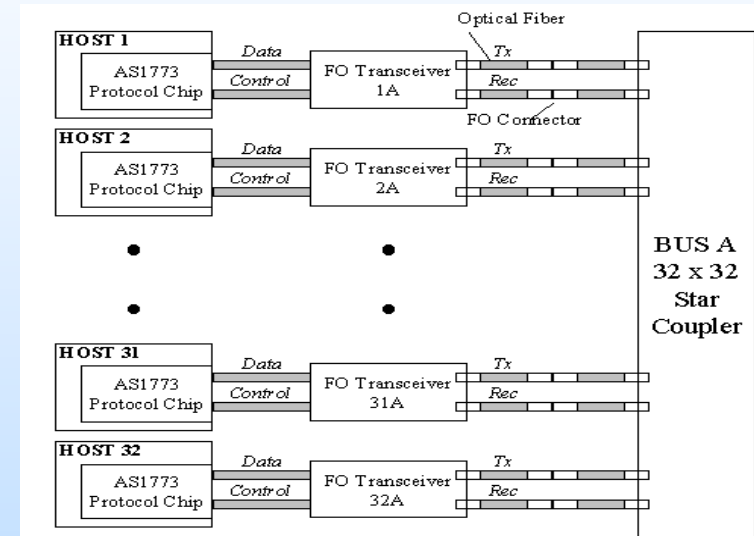 Optical Fiber
HOST 1
AS1773
Protocol Chip
Data
Control
FO Transceiver
1A
Tx
Rec
FO Connector
HOST 2
AS1773
Protocol Chip
Data
Control
FO Transceiver
2A
Tx
Rec
BUS A
32 x 32
Star
Coupler
HOST 31
AS1773
Protocol Chip
Data
Control
FO Transceiver
31A
Tx
Rec
HOST 32
AS1773
Protocol Chip
Data
Control
FO Transceiver
32A
Tx
Rec